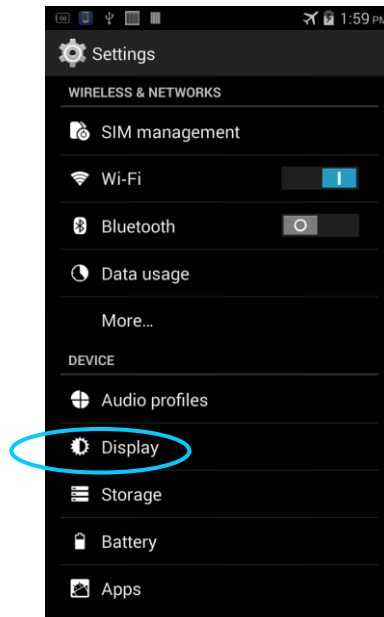 66 1:59 PM
Settings
WIRELESS & NETWORKS
SIM management
Wi-Fi
Bluetooth
Data usage
More...
DEVICE
Audio profiles
Display
Storage
Battery
Apps